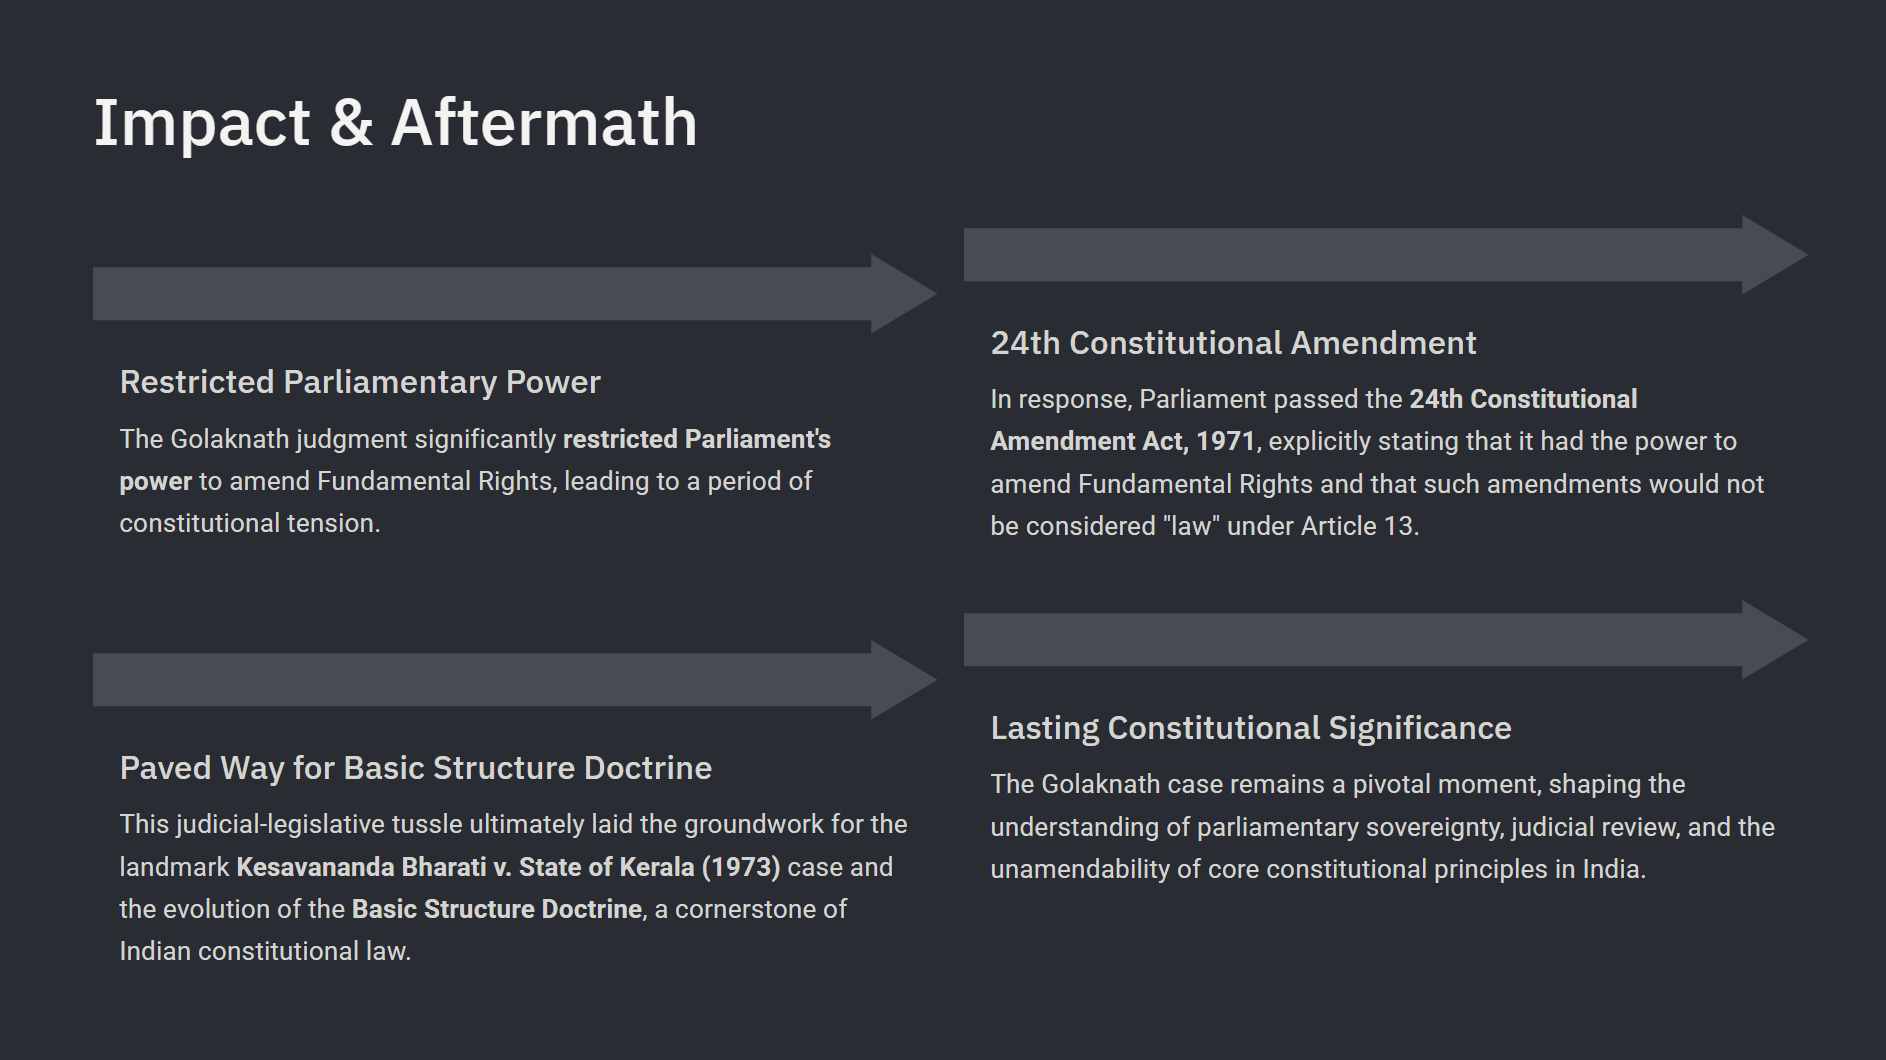 Impact & Aftermath
Restricted Parliamentary Power
The Golaknath judgment significantly restricted Parliament's
power to amend Fundamental Rights, leading to a period of
constitutional tension.
24th Constitutional Amendment
In response, Parliament passed the 24th Constitutional
Amendment Act, 1971, explicitly stating that it had the power to
amend Fundamental Rights and that such amendments would not
be considered "law" under Article 13.
Paved Way for Basic Structure Doctrine
This judicial-legislative tussle ultimately laid the groundwork for the
landmark Kesavananda Bharati v. State of Kerala (1973) case and
the evolution of the Basic Structure Doctrine, a cornerstone of
Indian constitutional law.
Lasting Constitutional Significance
The Golaknath case remains a pivotal moment, shaping the
understanding of parliamentary sovereignty, judicial review, and the
unamendability of core constitutional principles in India.